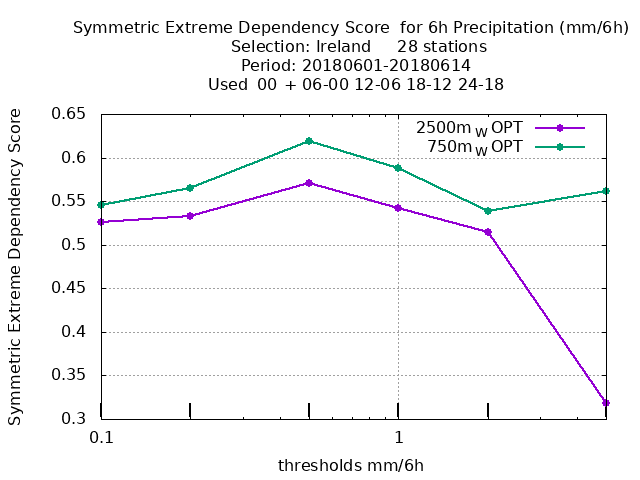 Symmetric Extreme Dependency Score for 6h Precipitation (mm/6h)
Selection: Ireland 28 stations
Period: 20180601-20180614
Used 00 + 06-00 12-06 18-12 24-18
2500m W OPT
750m W OPT
Symmetric Extreme Dependency Score
0.65
0.6
0.55
0.5
0.45
0.4
0.35
0.3
0.1
1
thresholds mm/6h